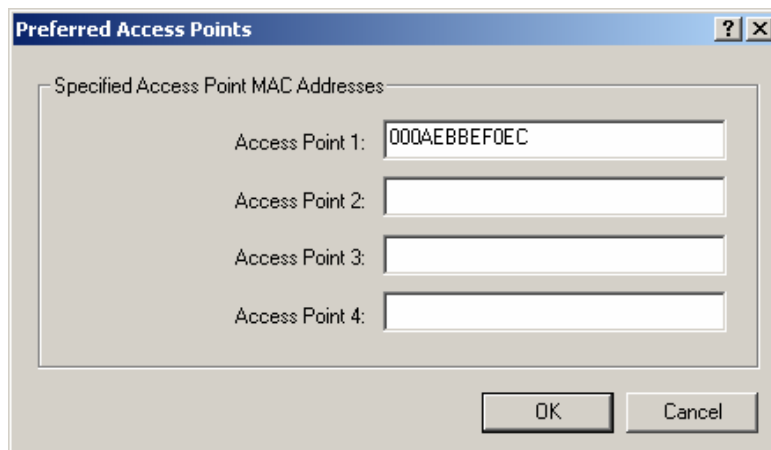 Preferred Access Points
Specified Access Point MAC Addresses
Access Point 1: 000AEBBEF0EC
Access Point 2:
Access Point 3:
Access Point 4:
OK Cancel